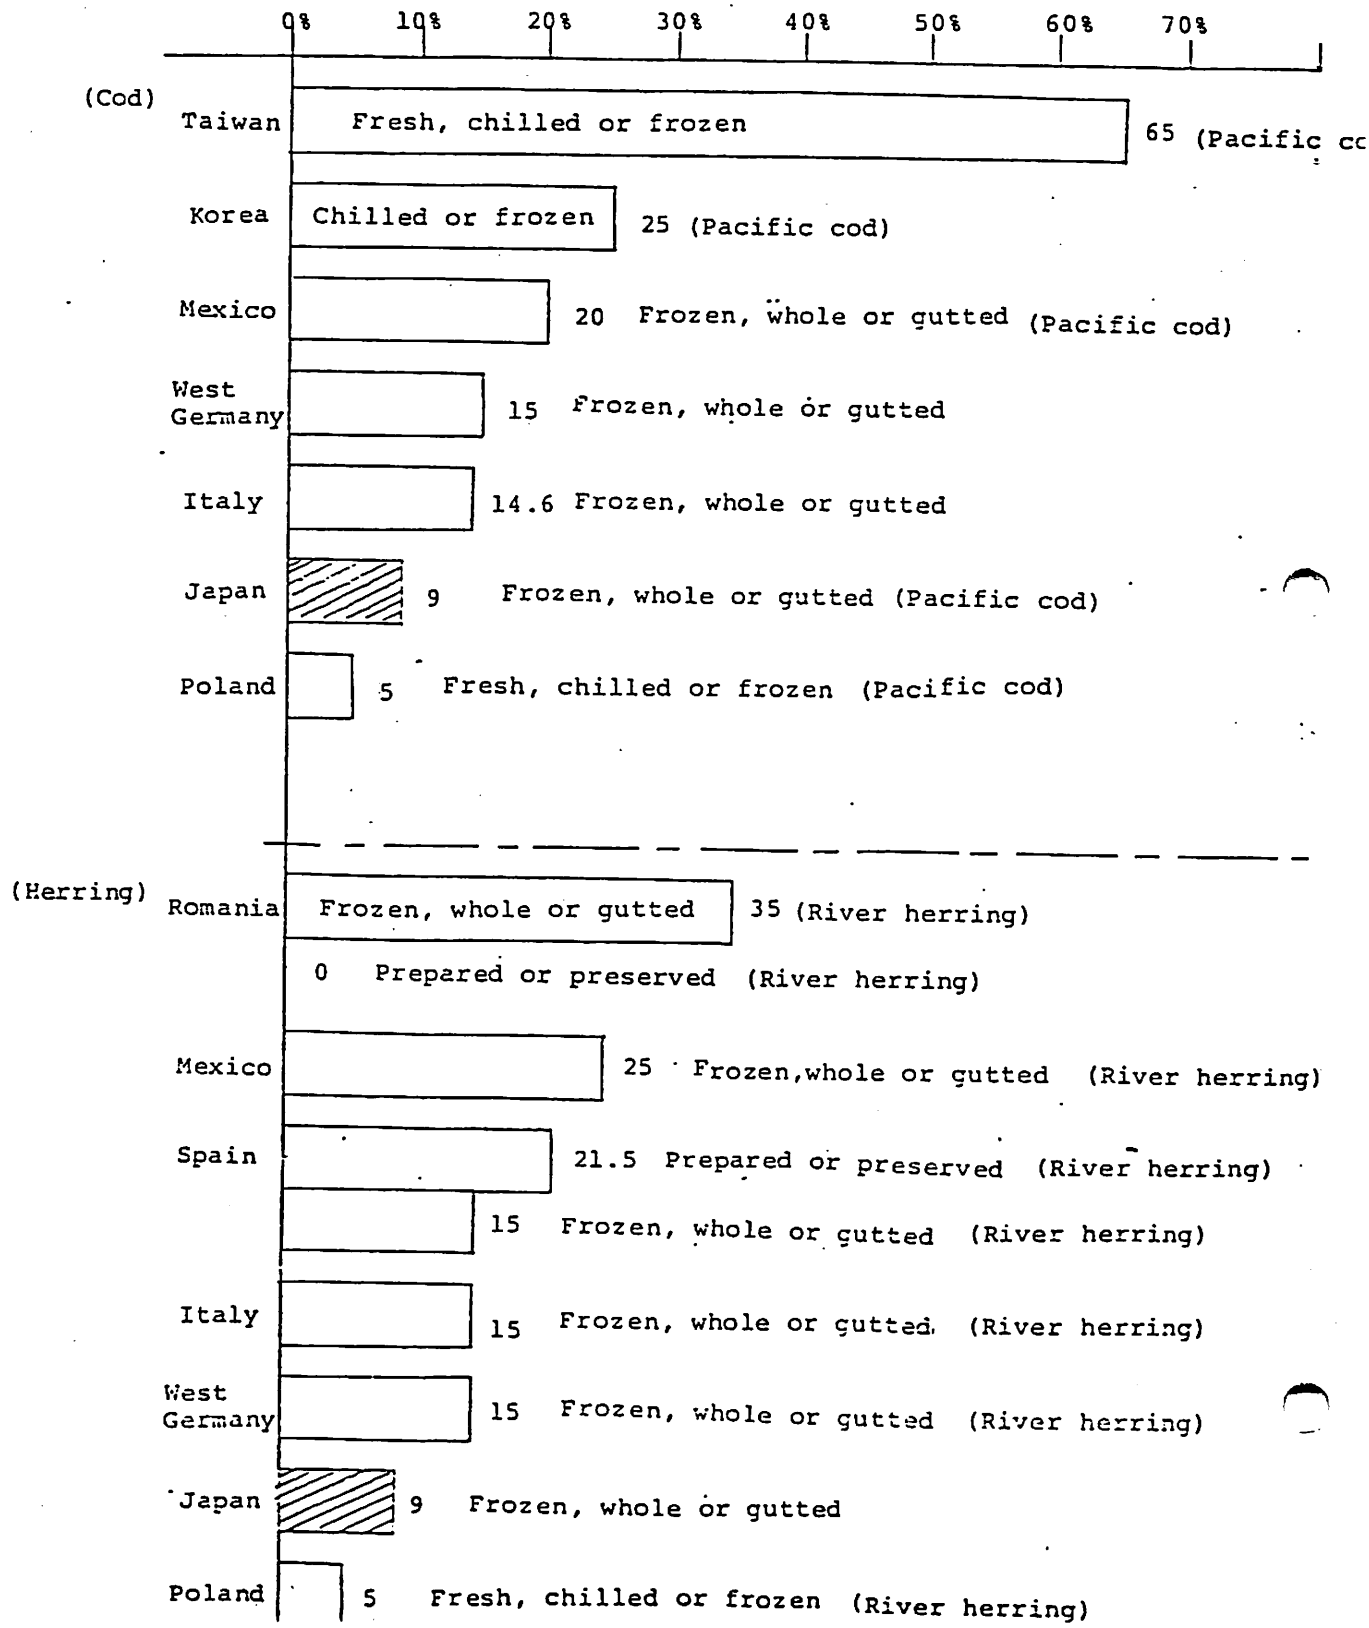 0% 10% 20% 30% 40% 50% 60% 70%
(Cod)
Taiwan Fresh, chilled or frozen 65 (Pacific cc
Korea Chilled or frozen 25 (Pacific cod)
Mexico 20 Frozen, whole or gutted (Pacific cod)
West
Germany 15 Frozen, whole or gutted
Italy 14.6 Frozen, whole or gutted
Japan 9 Frozen, whole or gutted (Pacific cod)
Poland 5 Fresh, chilled or frozen (Pacific cod)
(Herring)
Romania Frozen, whole or gutted 35 (River herring)
0 Prepared or preserved (River herring)
Mexico 25 Frozen,whole or gutted (River herring)
Spain 21.5 Prepared or preserved (River herring)
15 Frozen, whole or gutted (River herring)
Italy 15 Frozen, whole or gutted (River herring)
West
Germany 15 Frozen, whole or gutted (River herring)
Japan 9 Frozen, whole or gutted
Poland 5 Fresh, chilled or frozen (River herring)